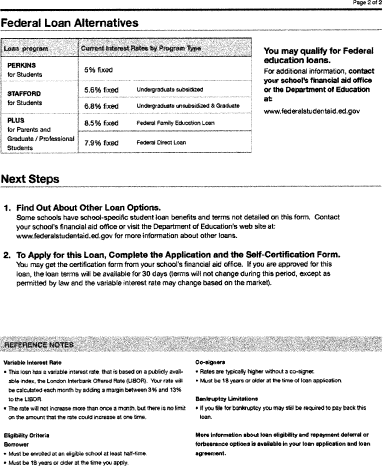 Page 2 of 2
Federal Loan Alternatives
Loan program
Current Interest Rates by Program Type
PERKINS
for Students
5% fixed
STAFFORD
for Students
5.6% fixed Undergraduate subsidized
6.8% fixed Undergraduate unsubsidized & Graduate
PLUS
for Parents and
Graduate / Professional
Students
8.5% fixed Federal Family Education Loan
7.9% fixed Federal Direct Loan
You may qualify for Federal
education loans.
For additional information, contact
your school's financial aid office
or the Department of Education
at:
www.federalstudentaid.ed.gov
Next Steps
1. Find Out About Other Loan Options.
Some schools have school-specific student loan benefits and terms not detailed on this form. Contact
your school's financial aid office or visit the Department of Education's web site at:
www.federalstudentaid.ed.gov for more information about other loans.
2. To Apply for this Loan, Complete the Application and the Self-Certification Form.
You may get the certification form from your school's financial aid office. If you are approved for this
loan, the loan terms will be available for 30 days (terms will not change during this period, except as
permitted by law and the variable interest rate may change based on the market).
REFERENCE NOTES
Variable Interest Rate
• This loan has a variable interest rate that is based on a publicly avail-
able index, the London Interbank Offered Rate (LIBOR). Your rate will
be calculated each month by adding a margin between 3% and 13%
to the LIBOR
• The rate will not increase more than once a month, but there is no limit
on the amount that the rate could increase at one time.
Eligibility Criteria
Borrower
• Must be enrolled at an eligible school at least half-time.
• Must be 18 years or older at the time you apply.
Co-signers
• Rates are typically higher without a co-signer.
• Must be 18 years or older at the time of loan application.
Bankruptcy Limitations
• If you file for bankruptcy you may still be required to pay back this
loan.
More information about loan eligibility and repayment deferral or
forbearance options is available in your loan application and loan
agreement.